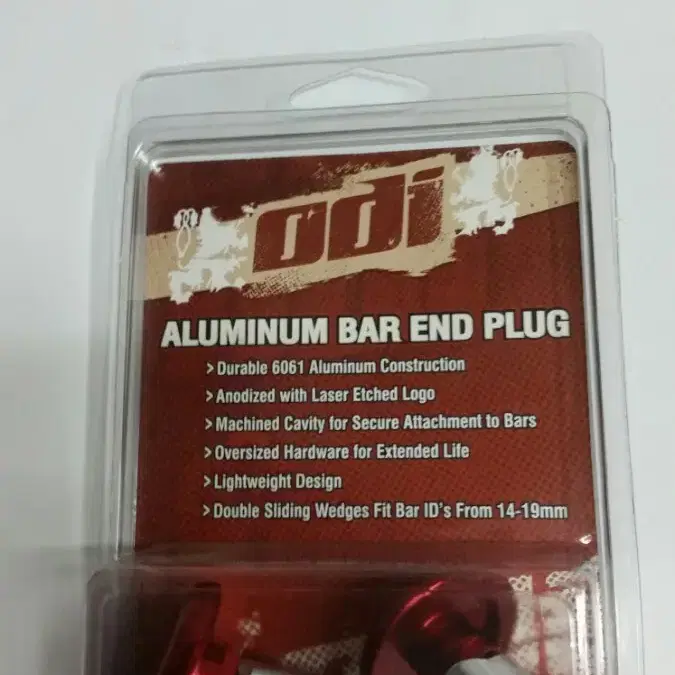 odi
ALUMINUM BAR END PLUG
> Durable 6061 Aluminum Construction
> Anodized with Laser Etched Logo
> Machined Cavity for Secure Attachment to Bars
> Oversized Hardware for Extended Life
> Lightweight Design
> Double Sliding Wedges Fit Bar ID's From 14-19mm